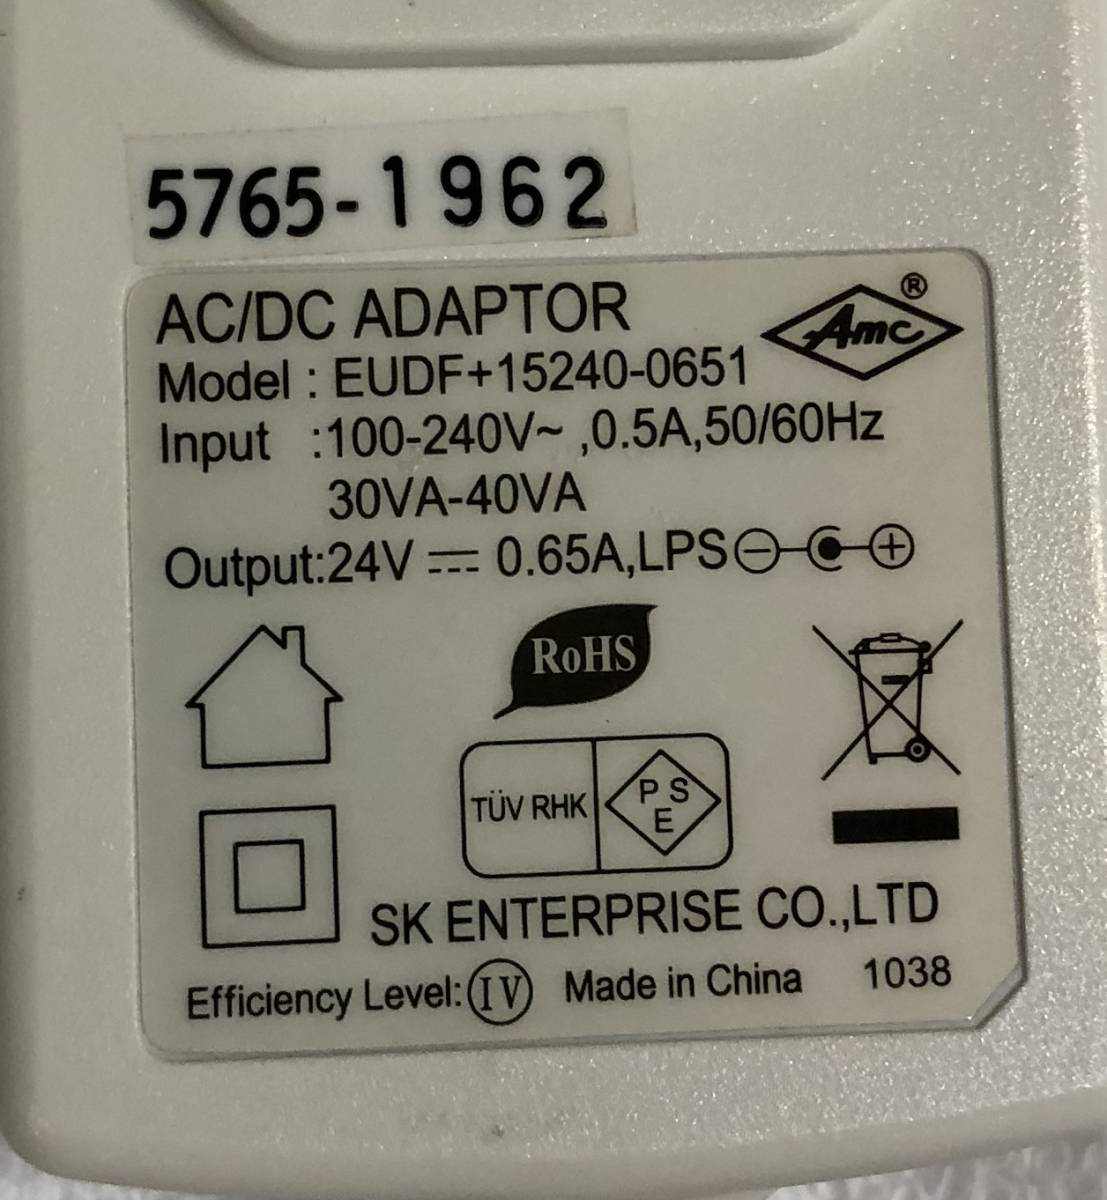 5765-1962
AC/DC ADAPTOR
Amc®
Model : EUDF+15240-0651
Input :100-240V~ ,0.5A,50/60Hz
30VA-40VA
Output:24V ⎓ 0.65A,LPS⊖-⊕
RoHS
TÜV RHK
P S
E
SK ENTERPRISE CO.,LTD
Efficiency Level:(IV) Made in China 1038